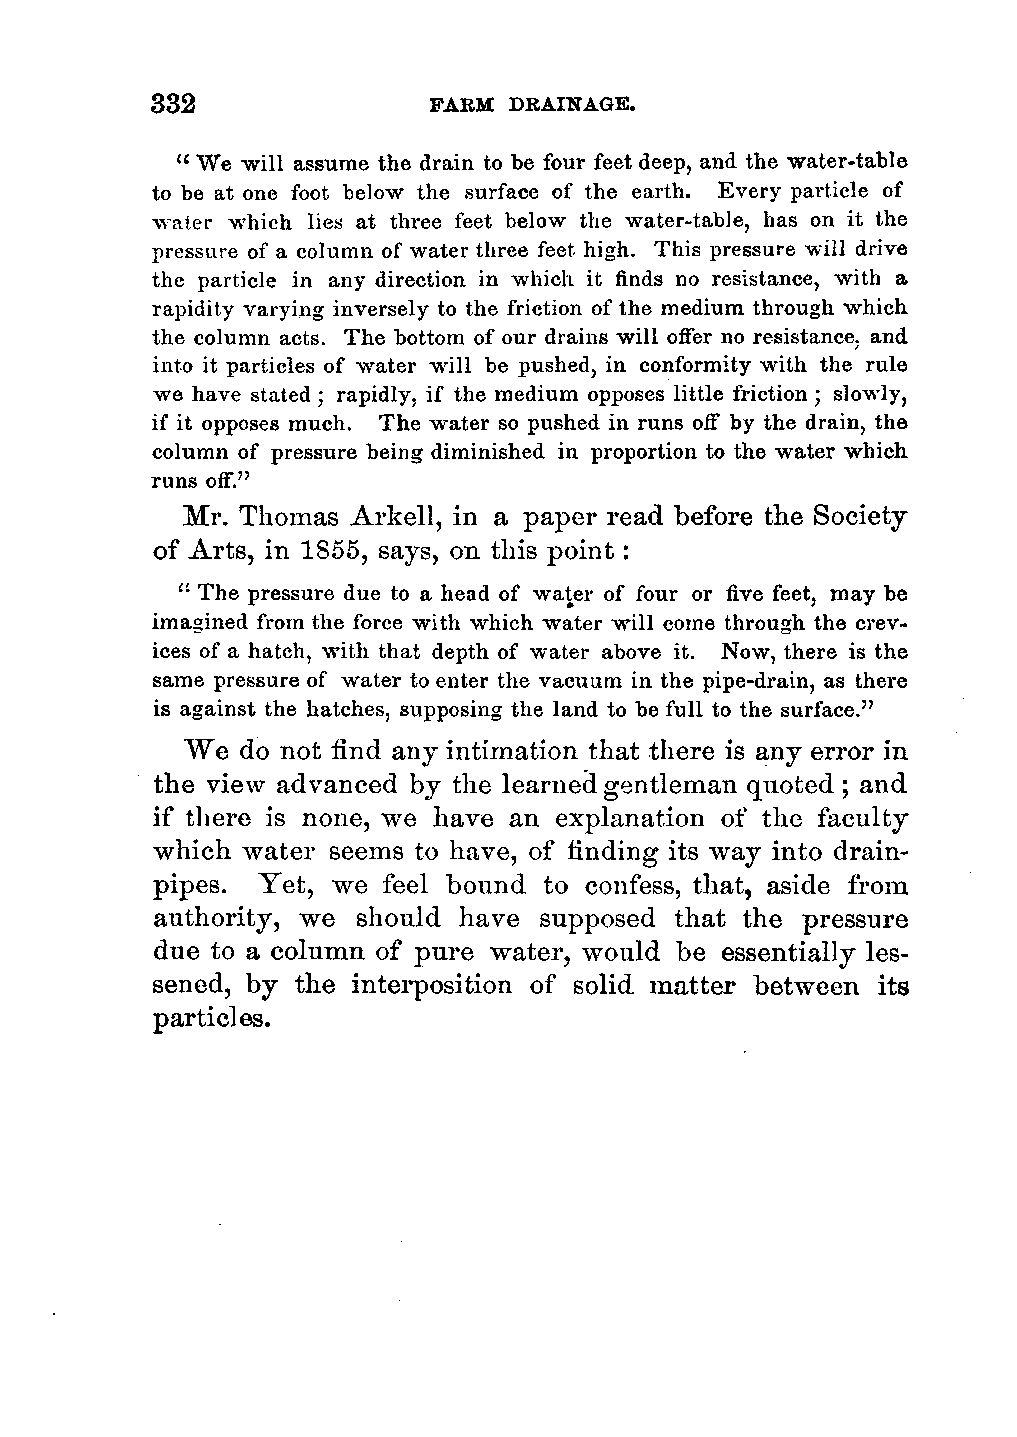 332 FARM DRAINAGE.
“ We will assume the drain to be four feet deep, and the water-table
to be at one foot below the surface of the earth. Every particle of
water which lies at three feet below the water-table, has on it the
pressure of a column of water three feet high. This pressure will drive
the particle in any direction in which it finds no resistance, with a
rapidity varying inversely to the friction of the medium through which
the column acts. The bottom of our drains will offer no resistance, and
into it particles of water will be pushed, in conformity with the rule
we have stated ; rapidly, if the medium opposes little friction ; slowly,
if it opposes much. The water so pushed in runs off by the drain, the
column of pressure being diminished in proportion to the water which
runs off.”
Mr. Thomas Arkell, in a paper read before the Society
of Arts, in 1855, says, on this point :
“ The pressure due to a head of water of four or five feet, may be
imagined from the force with which water will come through the crev-
ices of a hatch, with that depth of water above it. Now, there is the
same pressure of water to enter the vacuum in the pipe-drain, as there
is against the hatches, supposing the land to be full to the surface.”
We do not find any intimation that there is any error in
the view advanced by the learned gentleman quoted ; and
if there is none, we have an explanation of the faculty
which water seems to have, of finding its way into drain-
pipes. Yet, we feel bound to confess, that, aside from
authority, we should have supposed that the pressure
due to a column of pure water, would be essentially les-
sened, by the interposition of solid matter between its
particles.